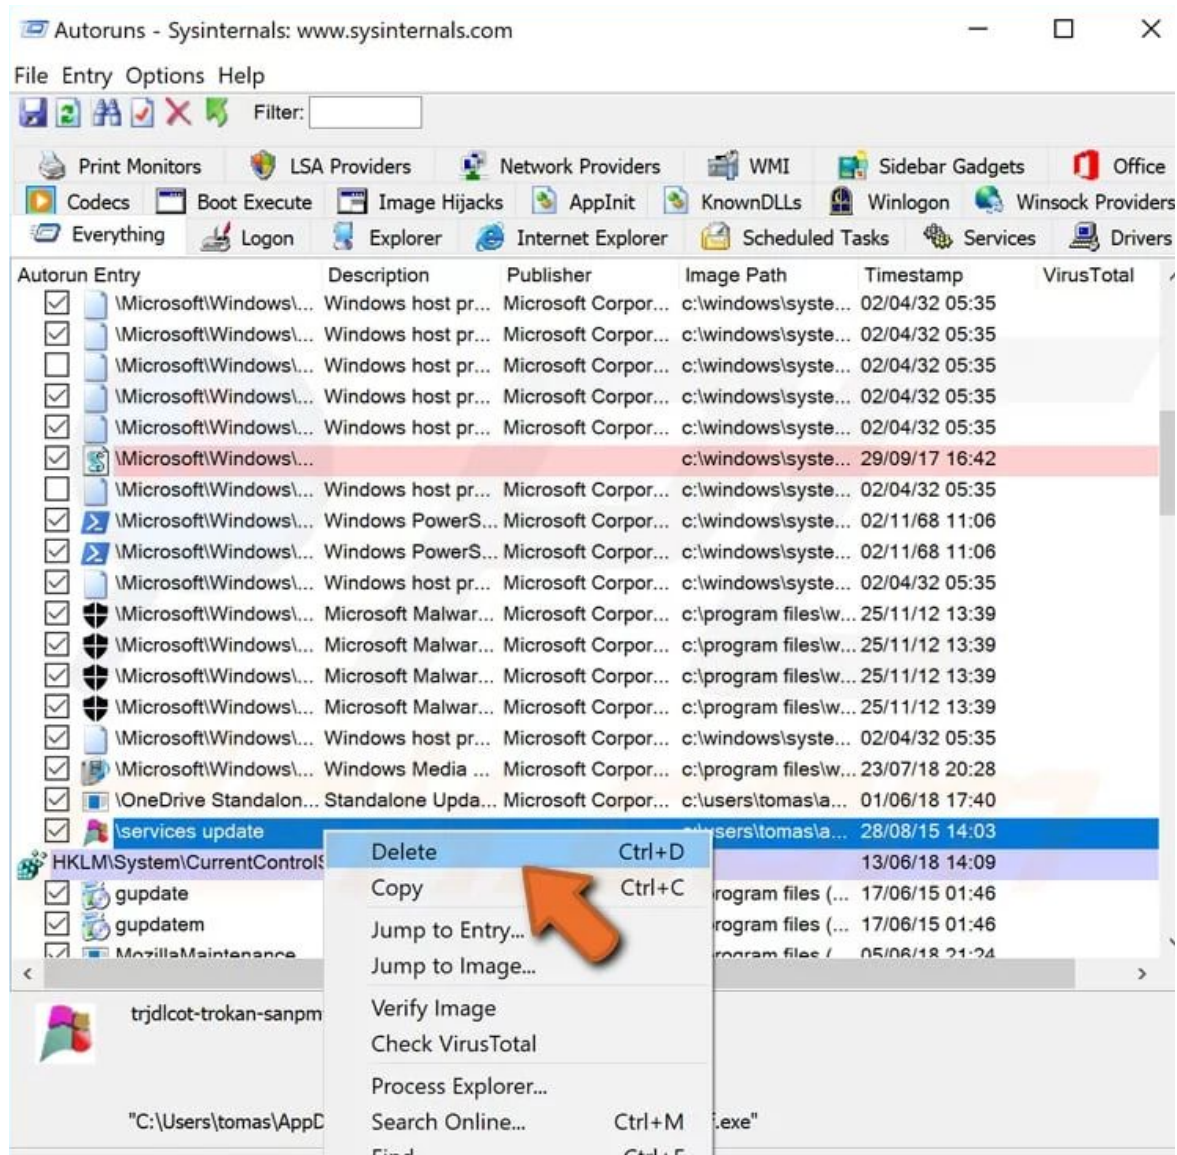 Autoruns - Sysinternals: www.sysinternals.com
File Entry Options Help
Filter:
Print Monitors LSA Providers Network Providers WMI Sidebar Gadgets Office
Codecs Boot Execute Image Hijacks AppInit KnownDLLs Winlogon Winsock Providers
Everything Logon Explorer Internet Explorer Scheduled Tasks Services Drivers
Autorun Entry Description Publisher Image Path Timestamp VirusTotal
\Microsoft\Windows\... Windows host pr... Microsoft Corpor... c:\windows\syste... 02/04/32 05:35
\Microsoft\Windows\... Windows host pr... Microsoft Corpor... c:\windows\syste... 02/04/32 05:35
\Microsoft\Windows\... Windows host pr... Microsoft Corpor... c:\windows\syste... 02/04/32 05:35
\Microsoft\Windows\... Windows host pr... Microsoft Corpor... c:\windows\syste... 02/04/32 05:35
\Microsoft\Windows\... Windows host pr... Microsoft Corpor... c:\windows\syste... 02/04/32 05:35
\Microsoft\Windows\... c:\windows\syste... 29/09/17 16:42
\Microsoft\Windows\... Windows host pr... Microsoft Corpor... c:\windows\syste... 02/04/32 05:35
\Microsoft\Windows\... Windows PowerS... Microsoft Corpor... c:\windows\syste... 02/11/68 11:06
\Microsoft\Windows\... Windows PowerS... Microsoft Corpor... c:\windows\syste... 02/11/68 11:06
\Microsoft\Windows\... Windows host pr... Microsoft Corpor... c:\windows\syste... 02/04/32 05:35
\Microsoft\Windows\... Microsoft Malwar... Microsoft Corpor... c:\program files\w... 25/11/12 13:39
\Microsoft\Windows\... Microsoft Malwar... Microsoft Corpor... c:\program files\w... 25/11/12 13:39
\Microsoft\Windows\... Microsoft Malwar... Microsoft Corpor... c:\program files\w... 25/11/12 13:39
\Microsoft\Windows\... Microsoft Malwar... Microsoft Corpor... c:\program files\w... 25/11/12 13:39
\Microsoft\Windows\... Windows host pr... Microsoft Corpor... c:\windows\syste... 02/04/32 05:35
\Microsoft\Windows\... Windows Media ... Microsoft Corpor... c:\program files\w... 23/07/18 20:28
\OneDrive Standalon... Standalone Upda... Microsoft Corpor... c:\users\tomas\a... 01/06/18 17:40
\services update c:\users\tomas\a... 28/08/15 14:03
HKLM\System\CurrentControlS 13/06/18 14:09
gupdate rogram files (... 17/06/15 01:46
gupdatem rogram files (... 17/06/15 01:46
MozillaMaintenance rogram files ( 05/06/18 21:24
Delete Ctrl+D
Copy Ctrl+C
Jump to Entry...
Jump to Image...
Verify Image
Check VirusTotal
Process Explorer...
Search Online... Ctrl+M
Find Ctrl+F
trjdlcot-trokan-sanpm
"C:\Users\tomas\AppD .exe"